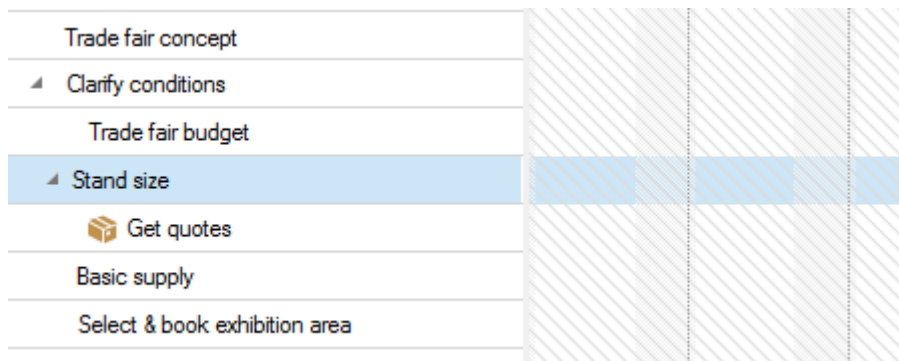 Trade fair concept
Clarify conditions
Trade fair budget
Stand size
Get quotes
Basic supply
Select & book exhibition area